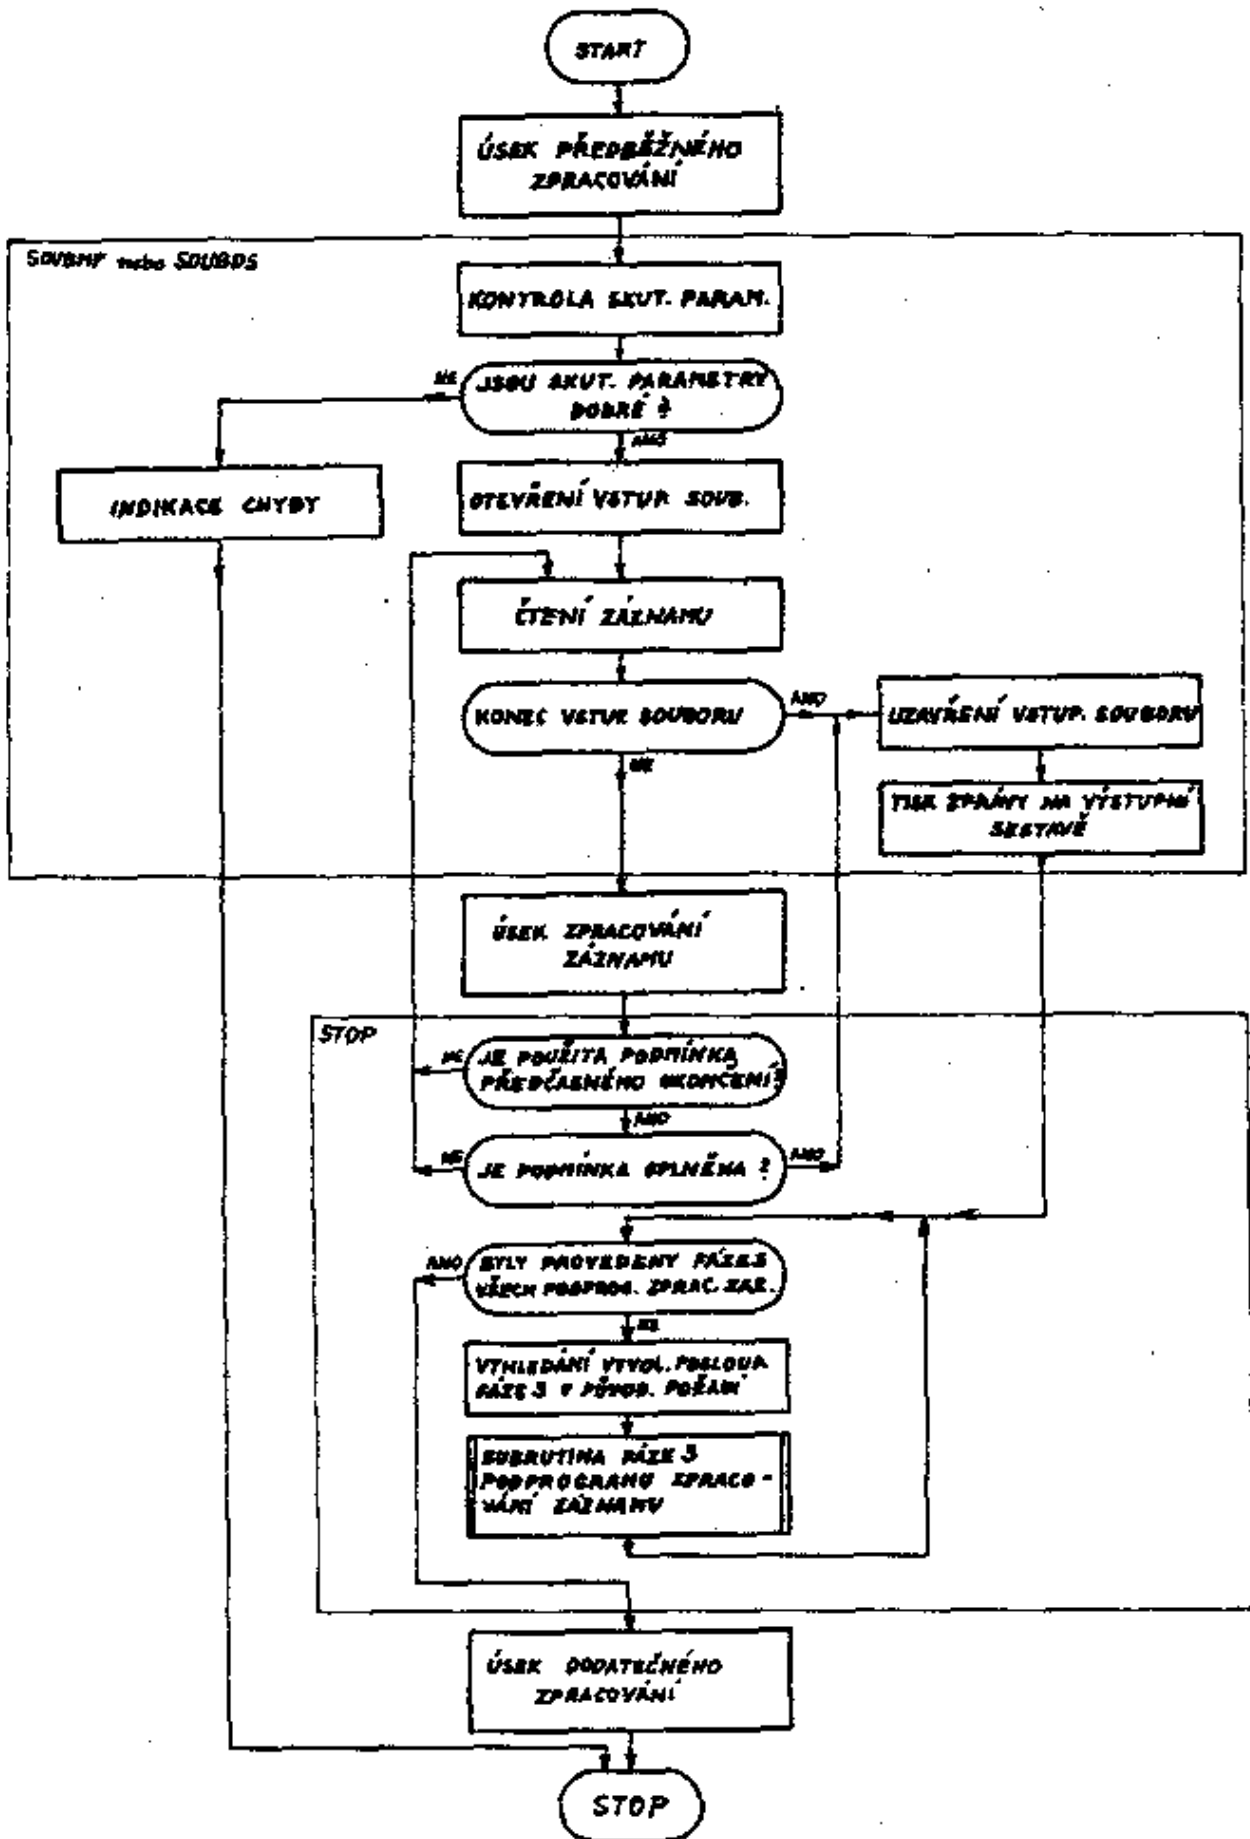 START
ÚSEK PŘEDBĚŽNÉHO
ZPRACOVÁNÍ
SOUBMF nebo SOUBDS
KONTROLA SKUT. PARAM.
NE
JSOU SKUT. PARAMETRY
DOBRÉ ?
ANO
INDIKACE CHYBY
OTEVŘENÍ VSTUP. SOUB.
ČTENÍ ZÁZNAMU
KONEC VSTUP. SOUBORU
ANO
UZAVŘENÍ VSTUP. SOUBORU
NE
TISK ZPRÁVY NA VÝSTUPNÍ
SESTAVĚ
ÚSEK ZPRACOVÁNÍ
ZÁZNAMU
STOP
NE
JE POUŽITA PODMÍNKA
PŘEDČASNÉHO UKONČENÍ?
ANO
NE
JE PODMÍNKA SPLNĚNA ?
ANO
ANO
BYLY PROVEDENY FÁZE 3
VŠECH PODPROG. ZPRAC. ZÁZ.
NE
VYHLEDÁNÍ VYVOL. POSLOUP.
FÁZE 3 V PŮVOD. POŘADÍ
SUBRUTINA FÁZE 3
PODPROGRAMU ZPRACO-
VÁNÍ ZÁZNAMU
ÚSEK DODATEČNÉHO
ZPRACOVÁNÍ
STOP